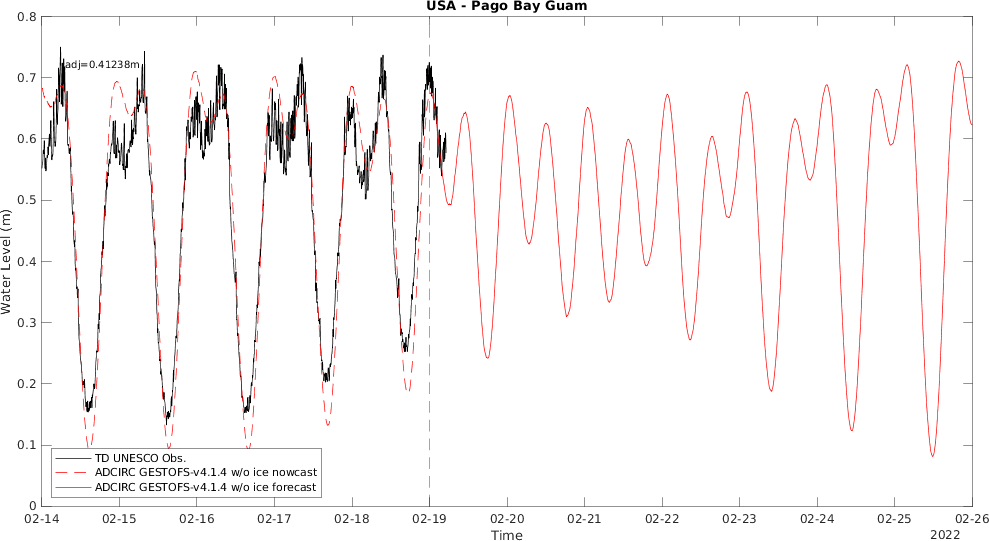 USA - Pago Bay Guam
0.8
0.7
0.6
0.5
0.4
0.3
0.2
0.1
0
Water Level (m)
adj=0.41238m
TD UNESCO Obs.
ADCIRC GESTOFS-v4.1.4 w/o ice nowcast
ADCIRC GESTOFS-v4.1.4 w/o ice forecast
02-14 02-15 02-16 02-17 02-18 02-19 02-20 02-21 02-22 02-23 02-24 02-25 02-26
Time
2022